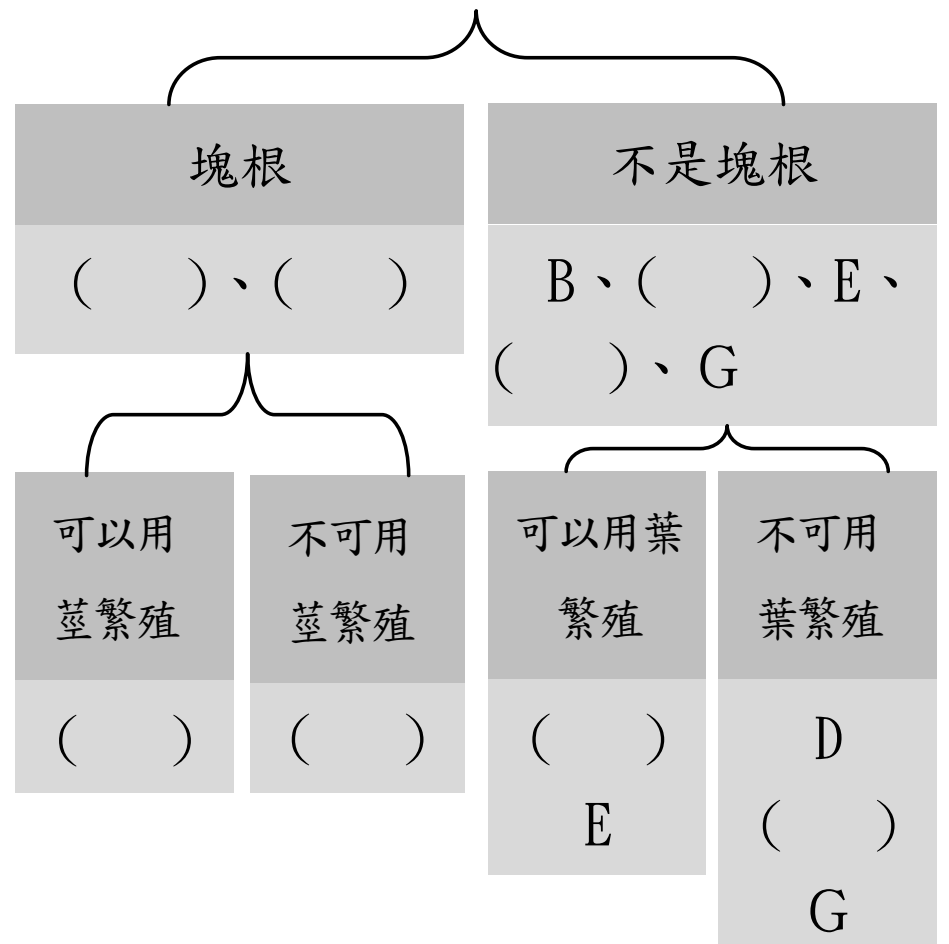 塊根
不是塊根
(　　)、(　　)
B、(　　)、E、
(　　)、G
可以用
莖繁殖
不可用
莖繁殖
可以用葉
繁殖
不可用
葉繁殖
(　　)
(　　)
(　　)
E
D
(　　)
G